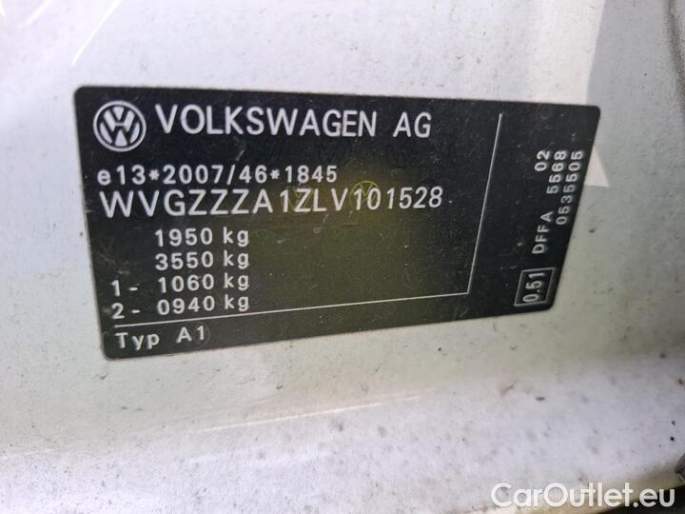 VOLKSWAGEN AG
e13*2007/46*1845
WVGZZZA1ZLV101528
1950 kg
3550 kg
1- 1060 kg
2- 0940 kg
Typ A1
02
DFFA 5568
0535505
0.51
CarOutlet.eu